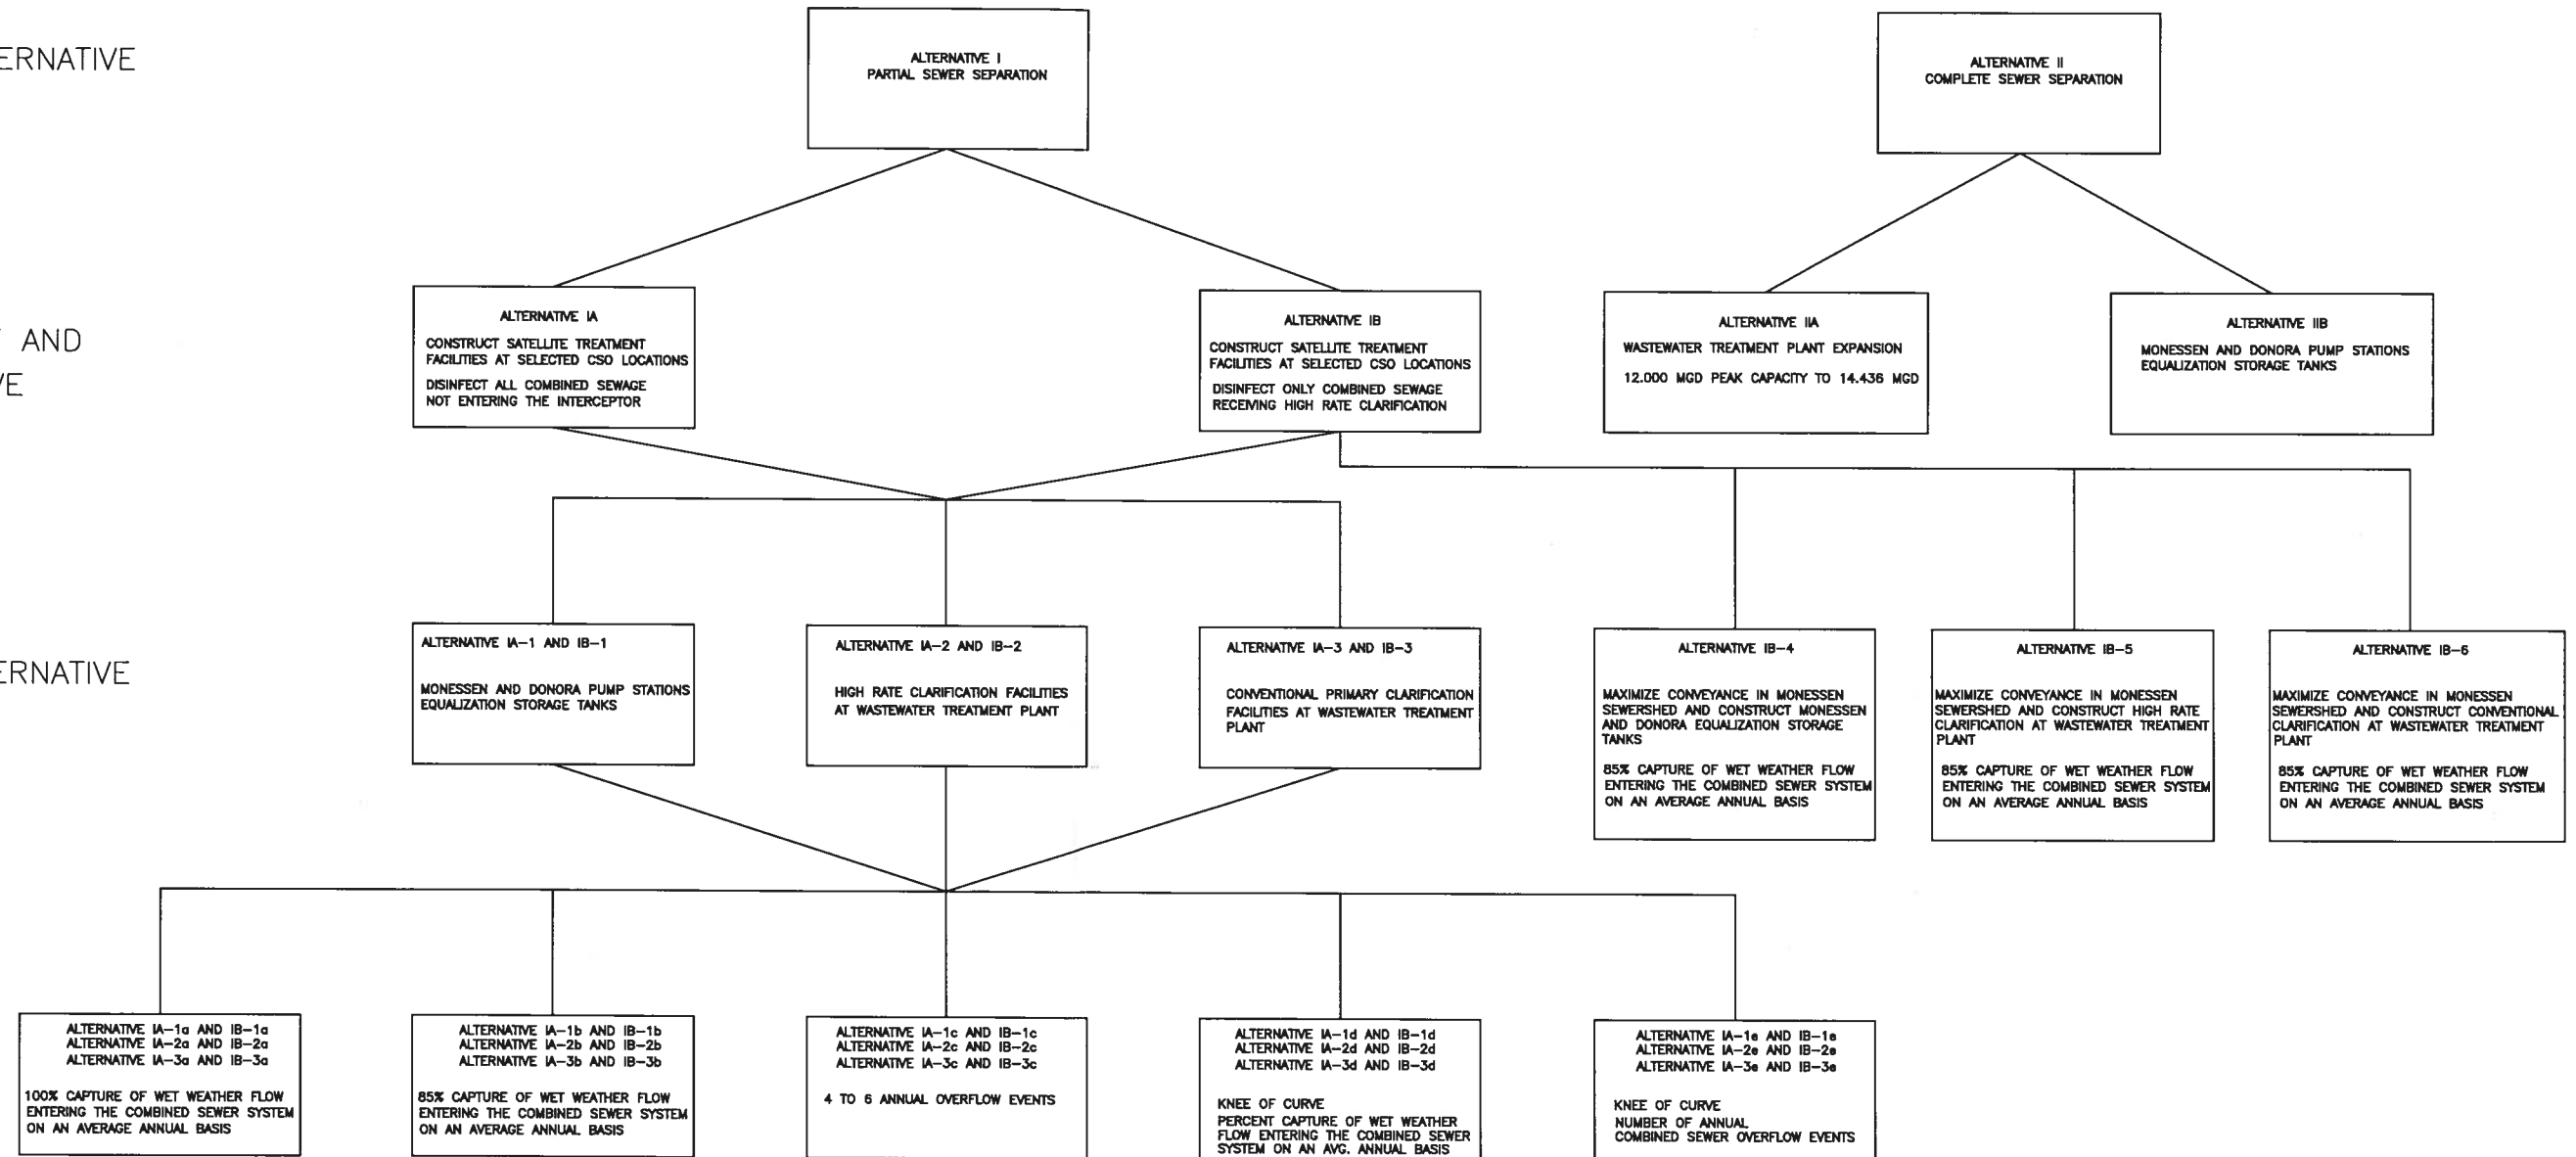 ERNATIVE
ALTERNATIVE I
PARTIAL SEWER SEPARATION
ALTERNATIVE II
COMPLETE SEWER SEPARATION
AND
VE
ALTERNATIVE IA
CONSTRUCT SATELLITE TREATMENT
FACILITIES AT SELECTED CSO LOCATIONS
DISINFECT ALL COMBINED SEWAGE
NOT ENTERING THE INTERCEPTOR
ALTERNATIVE IB
CONSTRUCT SATELLITE TREATMENT
FACILITIES AT SELECTED CSO LOCATIONS
DISINFECT ONLY COMBINED SEWAGE
RECEIVING HIGH RATE CLARIFICATION
ALTERNATIVE IIA
WASTEWATER TREATMENT PLANT EXPANSION
12.000 MGD PEAK CAPACITY TO 14.436 MGD
ALTERNATIVE IIB
MONESSEN AND DONORA PUMP STATIONS
EQUALIZATION STORAGE TANKS
ERNATIVE
ALTERNATIVE IA-1 AND IB-1
MONESSEN AND DONORA PUMP STATIONS
EQUALIZATION STORAGE TANKS
ALTERNATIVE IA-2 AND IB-2
HIGH RATE CLARIFICATION FACILITIES
AT WASTEWATER TREATMENT PLANT
ALTERNATIVE IA-3 AND IB-3
CONVENTIONAL PRIMARY CLARIFICATION
FACILITIES AT WASTEWATER TREATMENT
PLANT
ALTERNATIVE IB-4
MAXIMIZE CONVEYANCE IN MONESSEN
SEWERSHED AND CONSTRUCT MONESSEN
AND DONORA EQUALIZATION STORAGE
TANKS
85% CAPTURE OF WET WEATHER FLOW
ENTERING THE COMBINED SEWER SYSTEM
ON AN AVERAGE ANNUAL BASIS
ALTERNATIVE IB-5
MAXIMIZE CONVEYANCE IN MONESSEN
SEWERSHED AND CONSTRUCT HIGH RATE
CLARIFICATION AT WASTEWATER TREATMENT
PLANT
85% CAPTURE OF WET WEATHER FLOW
ENTERING THE COMBINED SEWER SYSTEM
ON AN AVERAGE ANNUAL BASIS
ALTERNATIVE IB-6
MAXIMIZE CONVEYANCE IN MONESSEN
SEWERSHED AND CONSTRUCT CONVENTIONAL
CLARIFICATION AT WASTEWATER TREATMENT
PLANT
85% CAPTURE OF WET WEATHER FLOW
ENTERING THE COMBINED SEWER SYSTEM
ON AN AVERAGE ANNUAL BASIS
ALTERNATIVE IA-1a AND IB-1a
ALTERNATIVE IA-2a AND IB-2a
ALTERNATIVE IA-3a AND IB-3a
100% CAPTURE OF WET WEATHER FLOW
ENTERING THE COMBINED SEWER SYSTEM
ON AN AVERAGE ANNUAL BASIS
ALTERNATIVE IA-1b AND IB-1b
ALTERNATIVE IA-2b AND IB-2b
ALTERNATIVE IA-3b AND IB-3b
85% CAPTURE OF WET WEATHER FLOW
ENTERING THE COMBINED SEWER SYSTEM
ON AN AVERAGE ANNUAL BASIS
ALTERNATIVE IA-1c AND IB-1c
ALTERNATIVE IA-2c AND IB-2c
ALTERNATIVE IA-3c AND IB-3c
4 TO 6 ANNUAL OVERFLOW EVENTS
ALTERNATIVE IA-1d AND IB-1d
ALTERNATIVE IA-2d AND IB-2d
ALTERNATIVE IA-3d AND IB-3d
KNEE OF CURVE
PERCENT CAPTURE OF WET WEATHER
FLOW ENTERING THE COMBINED SEWER
SYSTEM ON AN AVG. ANNUAL BASIS
ALTERNATIVE IA-1e AND IB-1e
ALTERNATIVE IA-2e AND IB-2e
ALTERNATIVE IA-3e AND IB-3e
KNEE OF CURVE
NUMBER OF ANNUAL
COMBINED SEWER OVERFLOW EVENTS